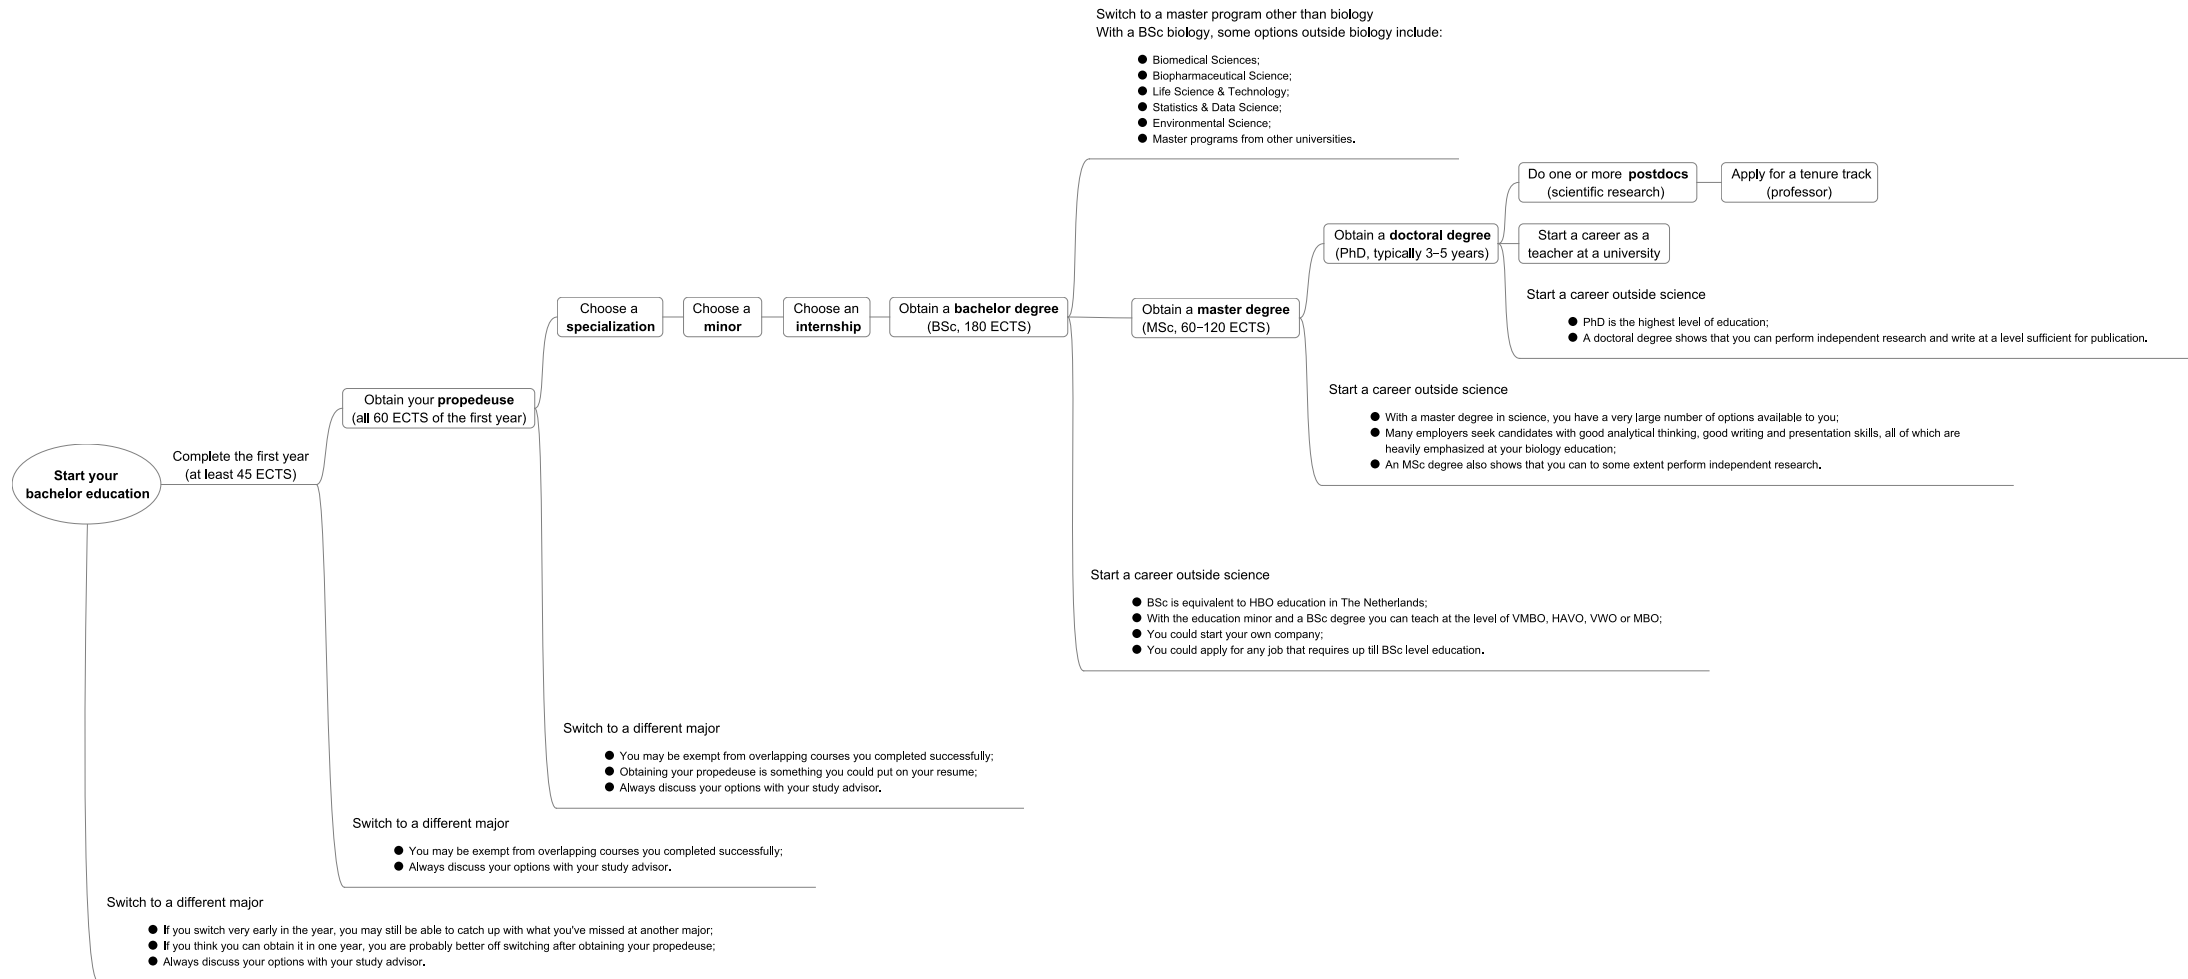 Switch to a master program other than biology
With a BSc biology, some options outside biology include:
● Biomedical Sciences;
● Biopharmaceutical Science;
● Life Science & Technology;
● Statistics & Data Science;
● Environmental Science;
● Master programs from other universities.
Do one or more postdocs
(scientific research)
Apply for a tenure track
(professor)
Obtain a doctoral degree
(PhD, typically 3−5 years)
Start a career as a
teacher at a university
Start a career outside science
● PhD is the highest level of education;
● A doctoral degree shows that you can perform independent research and write at a level sufficient for publication.
Choose a
specialization
Choose a
minor
Choose an
internship
Obtain a bachelor degree
(BSc, 180 ECTS)
Obtain a master degree
(MSc, 60−120 ECTS)
Start a career outside science
● With a master degree in science, you have a very large number of options available to you;
● Many employers seek candidates with good analytical thinking, good writing and presentation skills, all of which are
heavily emphasized at your biology education;
● An MSc degree also shows that you can to some extent perform independent research.
Obtain your propedeuse
(all 60 ECTS of the first year)
Complete the first year
(at least 45 ECTS)
Start your
bachelor education
Start a career outside science
● BSc is equivalent to HBO education in The Netherlands;
● With the education minor and a BSc degree you can teach at the level of VMBO, HAVO, VWO or MBO;
● You could start your own company;
● You could apply for any job that requires up till BSc level education.
Switch to a different major
● You may be exempt from overlapping courses you completed successfully;
● Obtaining your propedeuse is something you could put on your resume;
● Always discuss your options with your study advisor.
Switch to a different major
● You may be exempt from overlapping courses you completed successfully;
● Always discuss your options with your study advisor.
Switch to a different major
● If you switch very early in the year, you may still be able to catch up with what you've missed at another major;
● If you think you can obtain it in one year, you are probably better off switching after obtaining your propedeuse;
● Always discuss your options with your study advisor.